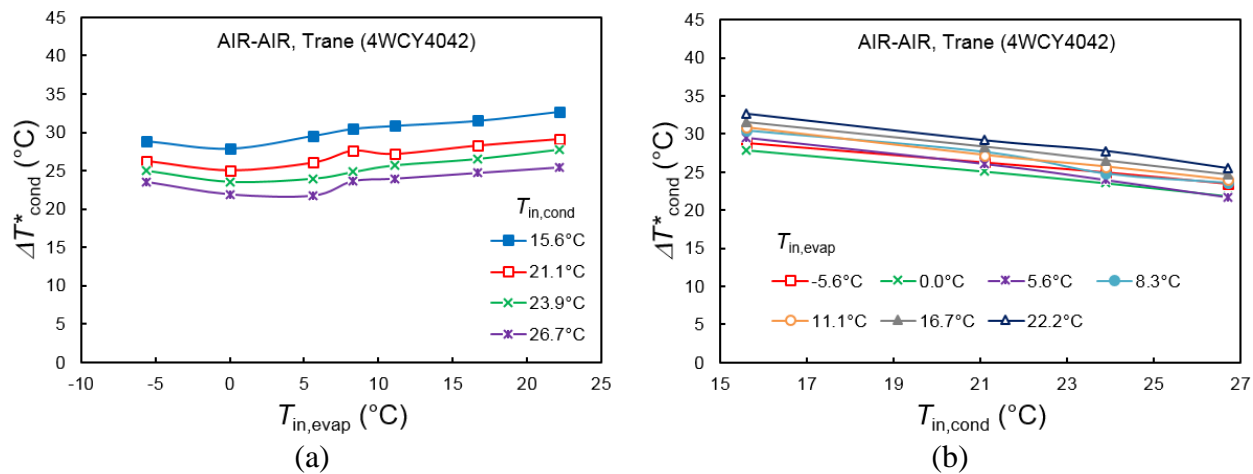 AIR-AIR, Trane (4WCY4042)
45
40
35
30
25
20
15
10
5
0
ΔT*cond (°C)
Tin,cond
15.6°C
21.1°C
23.9°C
26.7°C
-10 -5 0 5 10 15 20 25
Tin,evap (°C)
(a)
AIR-AIR, Trane (4WCY4042)
45
40
35
30
25
20
15
10
5
0
ΔT*cond (°C)
Tin,evap
-5.6°C 0.0°C 5.6°C 8.3°C
11.1°C 16.7°C 22.2°C
15 17 19 21 23 25 27
Tin,cond (°C)
(b)